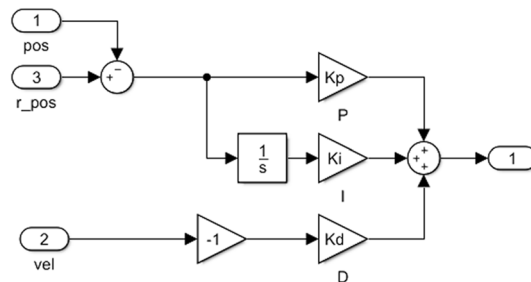 1
pos
3
r_pos
−
+
Kp
P
1
s
Ki
I
+
+
+
1
2
vel
-1
Kd
D